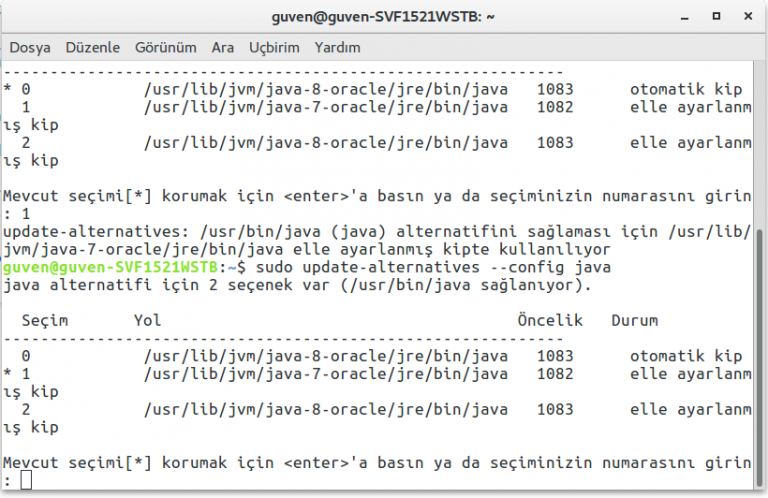 guven@guven-SVF1521WSTB: ~
Dosya Düzenle Görünüm Ara Uçbirim Yardım
------------------------------------------------------------
* 0            /usr/lib/jvm/java-8-oracle/jre/bin/java   1083      otomatik kip
  1            /usr/lib/jvm/java-7-oracle/jre/bin/java   1082      elle ayarlanm
ış kip
  2            /usr/lib/jvm/java-8-oracle/jre/bin/java   1083      elle ayarlanm
ış kip
Mevcut seçimi[*] korumak için <enter>'a basın ya da seçiminizin numarasını girin
: 1
update-alternatives: /usr/bin/java (java) alternatifini sağlaması için /usr/lib/
jvm/java-7-oracle/jre/bin/java elle ayarlanmış kipte kullanılıyor
guven@guven-SVF1521WSTB:~$ sudo update-alternatives --config java
java alternatifi için 2 seçenek var (/usr/bin/java sağlanıyor).
  Seçim       Yol                                      Öncelik   Durum
------------------------------------------------------------
  0            /usr/lib/jvm/java-8-oracle/jre/bin/java   1083      otomatik kip
* 1            /usr/lib/jvm/java-7-oracle/jre/bin/java   1082      elle ayarlanm
ış kip
  2            /usr/lib/jvm/java-8-oracle/jre/bin/java   1083      elle ayarlanm
ış kip
Mevcut seçimi[*] korumak için <enter>'a basın ya da seçiminizin numarasını girin
: